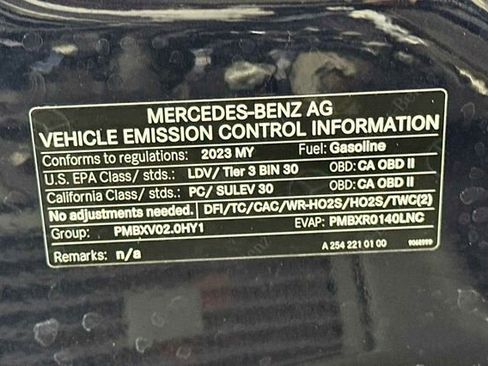 MERCEDES-BENZ AG
VEHICLE EMISSION CONTROL INFORMATION
Conforms to regulations: 2023 MY Fuel: Gasoline
U.S. EPA Class/ stds.: LDV/ Tier 3 BIN 30 OBD: CA OBD II
California Class/ stds.: PC/ SULEV 30 OBD: CA OBD II
No adjustments needed. DFI/TC/CAC/WR-HO2S/HO2S/TWC(2)
Group: PMBXV02.0HY1 EVAP: PMBXR0140LNC
Remarks: n/a A 254 221 01 00